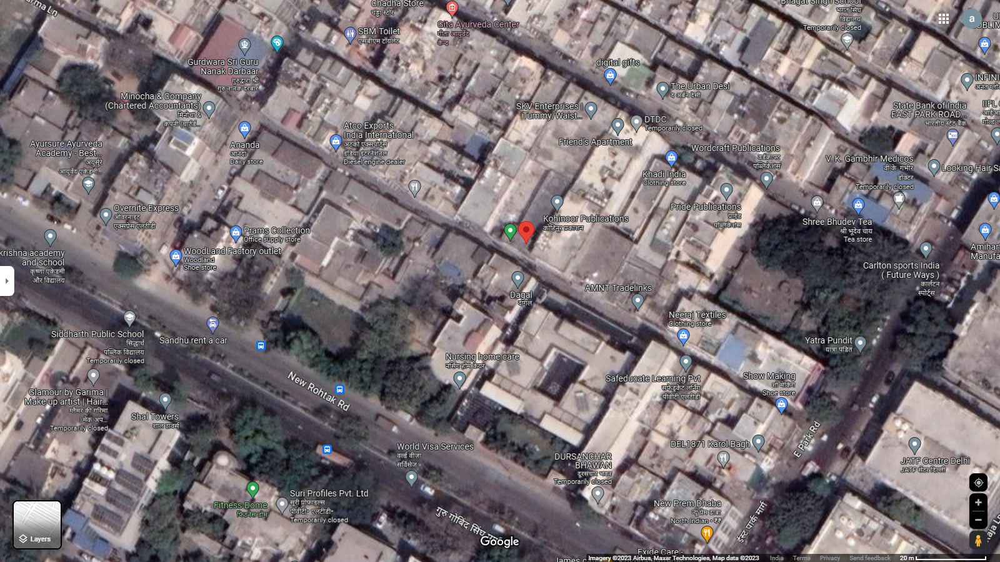 Chadha Store
चड्ढा स्टोर
SBM Toilet
एसबीएम टॉयलेट
Gita Ayurveda Center
गीता आयुर्वेद
केन्द्र
Bhagat Singh School
भगत सिंघ
विद्यालय
Temporarily closed
a
Gurdwara Sri Guru
Nanak Darbaar
गुरुद्वारा श्री
गुरु नानक दरबार
digital gifts
The Urban Desi
द अर्बन देसी
Minocha & Company
(Chartered Accountants)
मिनोचा &
कंपनी (चार्टर्ड...
SKV Enterprises |
Tummy/Waist...
DTDC
Temporarily closed
State Bank of India
EAST PARK ROAD...
भारतीय स्टेट बैंक
Ananda
आनंदा
Dairy store
Atco Exports
India International
अटको एक्सपोर्ट्स
इंडिया इंटरनेशनल
Diesel engine dealer
Friend's Apartment
Ayursure Ayurveda
Academy - Best...
अयुर्सुरे
आयुर्वेद एकेडमी...
Wordcraft Publications
वर्डक्राफ्ट
पब्लिकेशंस
V. K. Gambhir Medicos
वी.के. गंभीर
डॉक्टर
Temporarily closed
Looking Hair Sa
Khadi India
Clothing store
Overnite Express
ओवरनाइट
एक्सप्रेस एलटीडी
Pride Publications
प्राईड
पब्लिकेशंस
Kohinoor Publications
कोहिनूर प्रकाशन
Shree Bhudev Tea
श्री भूदेव चाय
Tea store
Prams Collection
Office supply store
WoodLand Factory outlet
Woodland
Shoe store
krishna academy
and school
कृष्णा एकेडमी
और विद्यालय
Amihar
Manufa
Carlton sports India
( Future Ways )
कार्लटन
स्पोर्ट्स...
Dagal
दागल
AMNT Tradelinks
Neeraj Textiles
Clothing store
Siddharth Public School
सिद्धार्थ
पब्लिक विद्यालय
Temporarily closed
Sandhu rent a car
Yatra Pundit
यात्रा पंडित
Nursing home care
नर्सिंग होम केयर
New Rohtak Rd
Safeducate Learning Pvt
सफेदुकेट लर्निंग
पीवीटी एलटीडी
Show Making
शो मेकिंग
Shoe store
Glamour by Garima |
Make up artist | Hair...
ग्लैमर की गरिमा
| मेक अप...
Temporarily closed
Shal Towers
शाल टावर्स
E Park Rd
DEL1871 Karol Bagh
World Visa Services
वर्ल्ड वीज़ा
सर्विसेज
DURSANCHAR
BHAWAN
दूरसंचार भवन
Temporarily closed
JATF Centre Delhi
JATF सेंटर दिल्ली
Fitness Dome
फिटनेस डोम
Suri Profiles Pvt. Ltd
सूरी प्रोफाइल्स
पीवीटी॰ एलटीडी॰
Temporarily closed
New Prem Dhaba
न्यू प्रेम ढाबा
North Indian • ₹₹
ईस्ट पार्क मार्ग
गुरु गोबिंद सिंघ
Layers
Google
Exide Care -
Imagery ©2023 Airbus, Maxar Technologies, Map data ©2023
India
Terms
Privacy
Send feedback
20 m